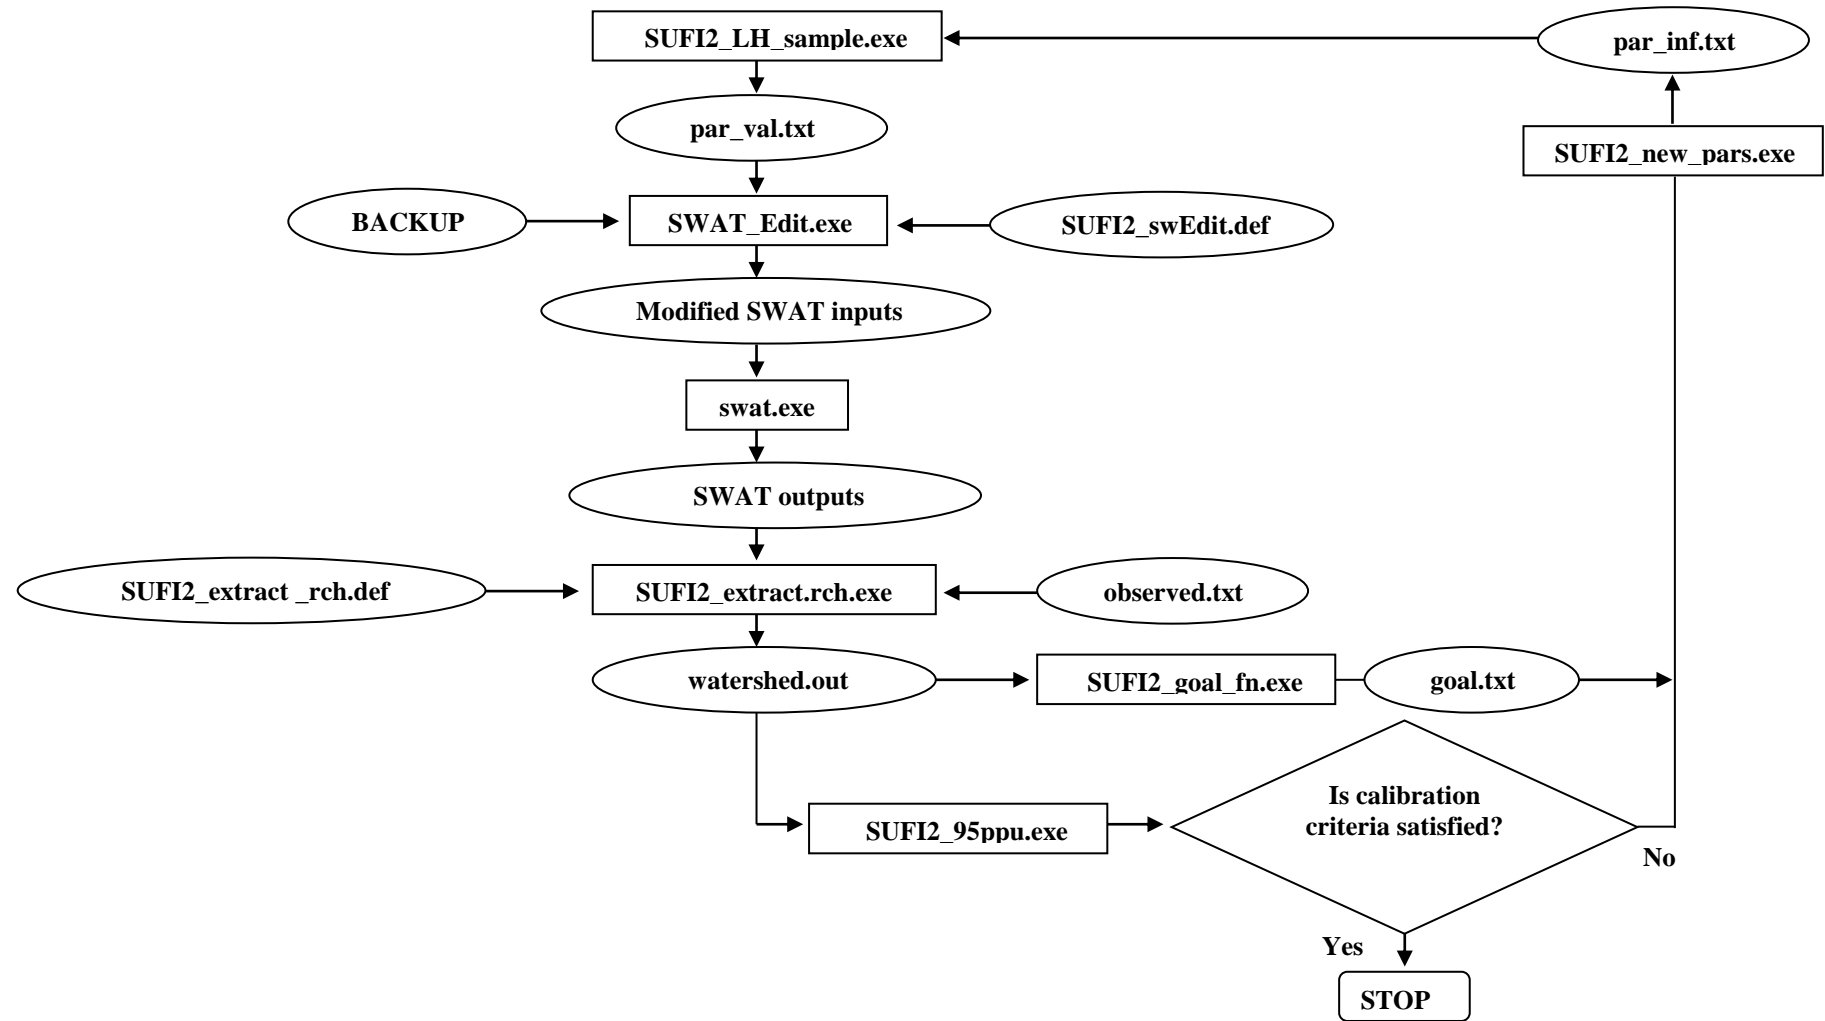 SUFI2_LH_sample.exe
par_inf.txt
par_val.txt
SUFI2_new_pars.exe
BACKUP
SWAT_Edit.exe
SUFI2_swEdit.def
Modified SWAT inputs
swat.exe
SWAT outputs
SUFI2_extract _rch.def
SUFI2_extract.rch.exe
observed.txt
watershed.out
SUFI2_goal_fn.exe
goal.txt
Is calibration
criteria satisfied?
SUFI2_95ppu.exe
No
Yes
STOP